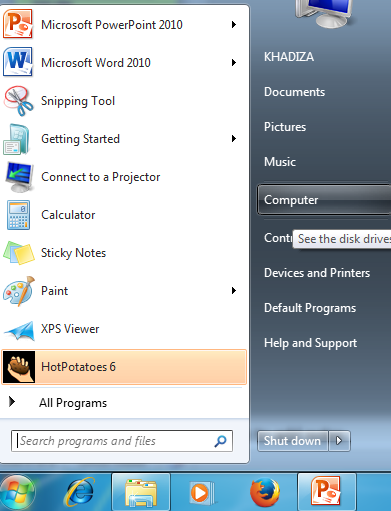 Microsoft PowerPoint 2010
Microsoft Word 2010
Snipping Tool
Getting Started
Connect to a Projector
Calculator
Sticky Notes
Paint
XPS Viewer
HotPotatoes 6
All Programs
Search programs and files
KHADIZA
Documents
Pictures
Music
Computer
Cont
See the disk drives
Devices and Printers
Default Programs
Help and Support
Shut down